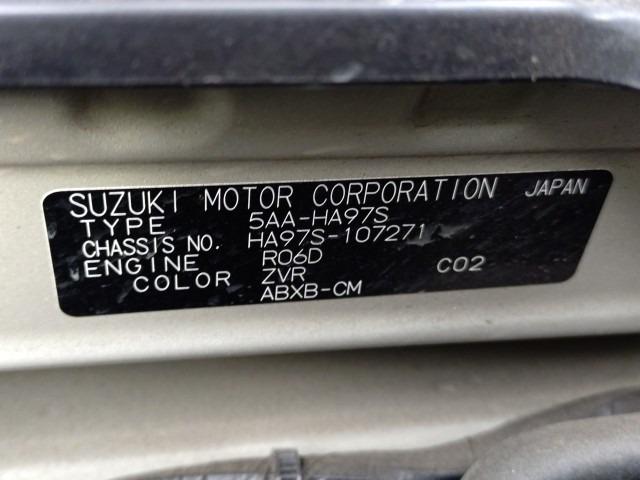 SUZUKI MOTOR CORPORATION JAPAN
TYPE 5AA-HA97S
CHASSIS NO. HA97S-107271
ENGINE R06D C02
COLOR ZVR
ABXB-CM